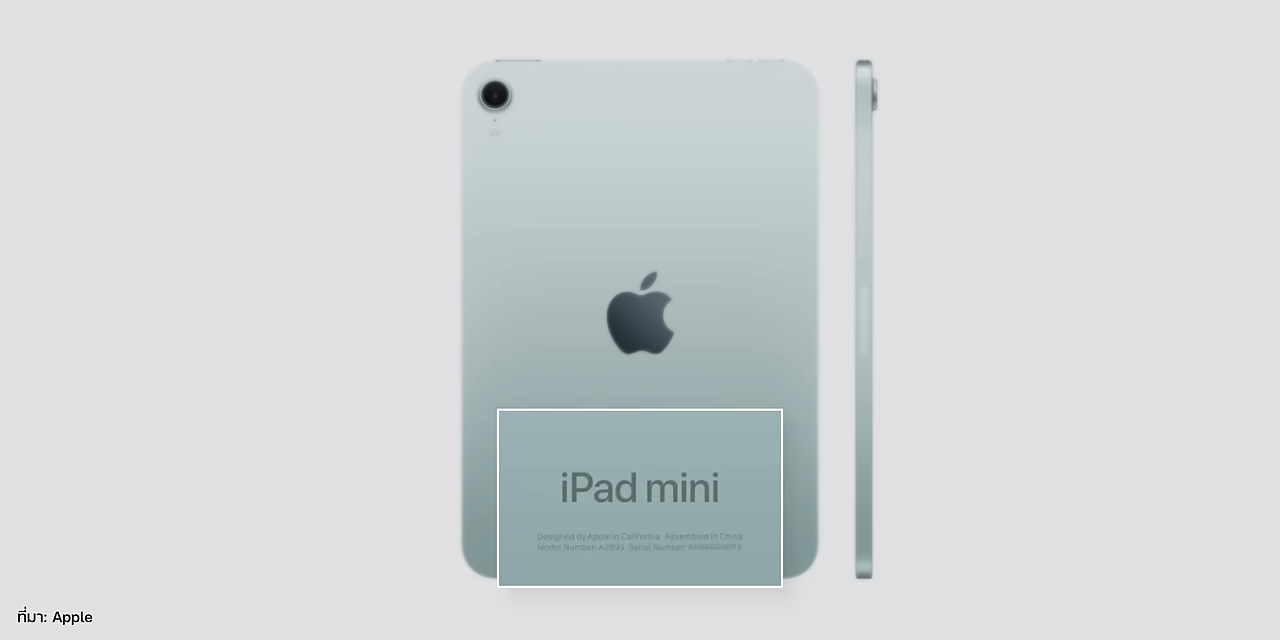 iPad mini
Designed by Apple in California Assembled in China
Model Number: A2993 Serial Number: RRRRRRRRRX
ที่มา: Apple